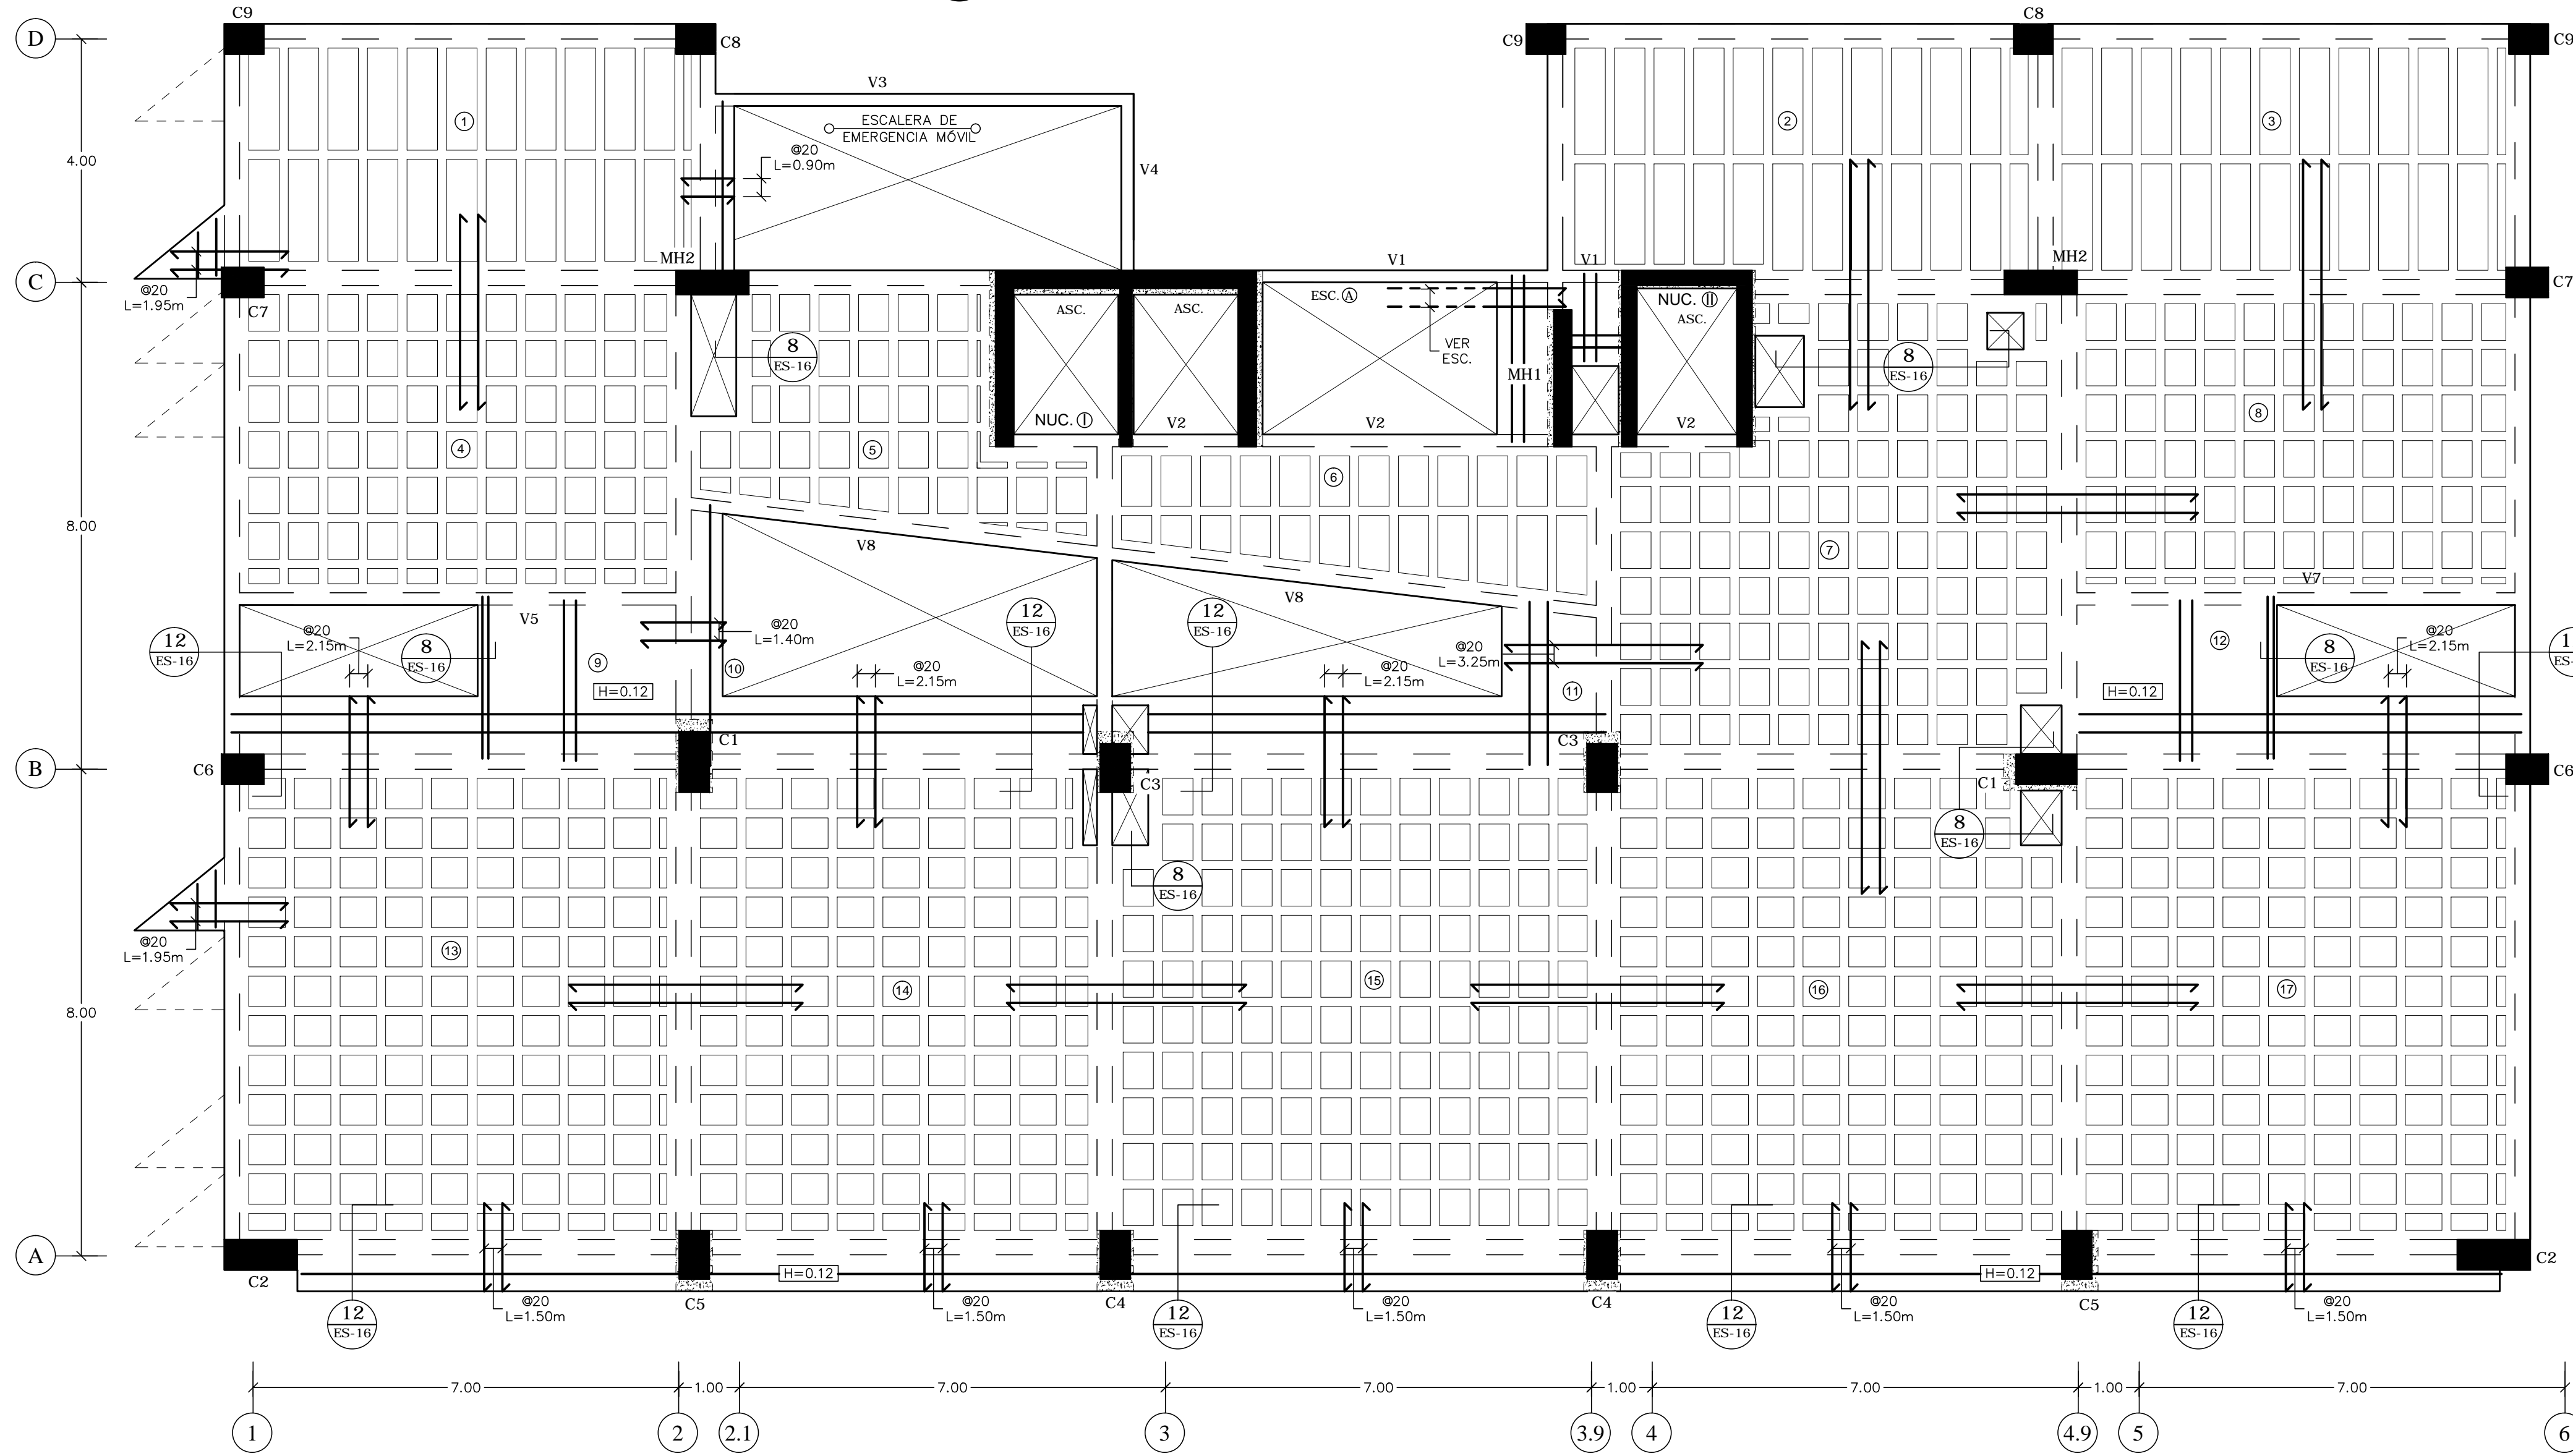 C9
C8
C9
C8
C9
D
C8
V3
ESCALERA DE
EMERGENCIA MÓVIL
1
2
3
4.00
@20
L=0.90m
V4
MH2
V1
V1
MH2
C
C7
@20
L=1.95m
C7
ESC. A
ASC.
ASC.
NUC. II
ASC.
8
ES-16
VER
ESC.
8
ES-16
MH1
NUC. I
V2
V2
V2
8
4
5
6
8.00
7
V8
V7
V8
V5
12
ES-16
@20
L=2.15m
8
ES-16
9
H=0.12
@20
L=1.40m
10
12
ES-16
@20
L=2.15m
12
ES-16
@20
L=2.15m
@20
L=3.25m
11
12
H=0.12
8
ES-16
@20
L=2.15m
C1
C3
B
C6
C3
C1
C6
8
ES-16
8
ES-16
@20
L=1.95m
13
14
15
16
17
8.00
A
C2
H=0.12
H=0.12
C2
C5
C4
C4
C5
12
ES-16
@20
L=1.50m
@20
L=1.50m
12
ES-16
@20
L=1.50m
12
ES-16
@20
L=1.50m
12
ES-16
@20
L=1.50m
7.00
1.00
7.00
7.00
1.00
7.00
1.00
7.00
1
2
2.1
3
3.9
4
4.9
5
6